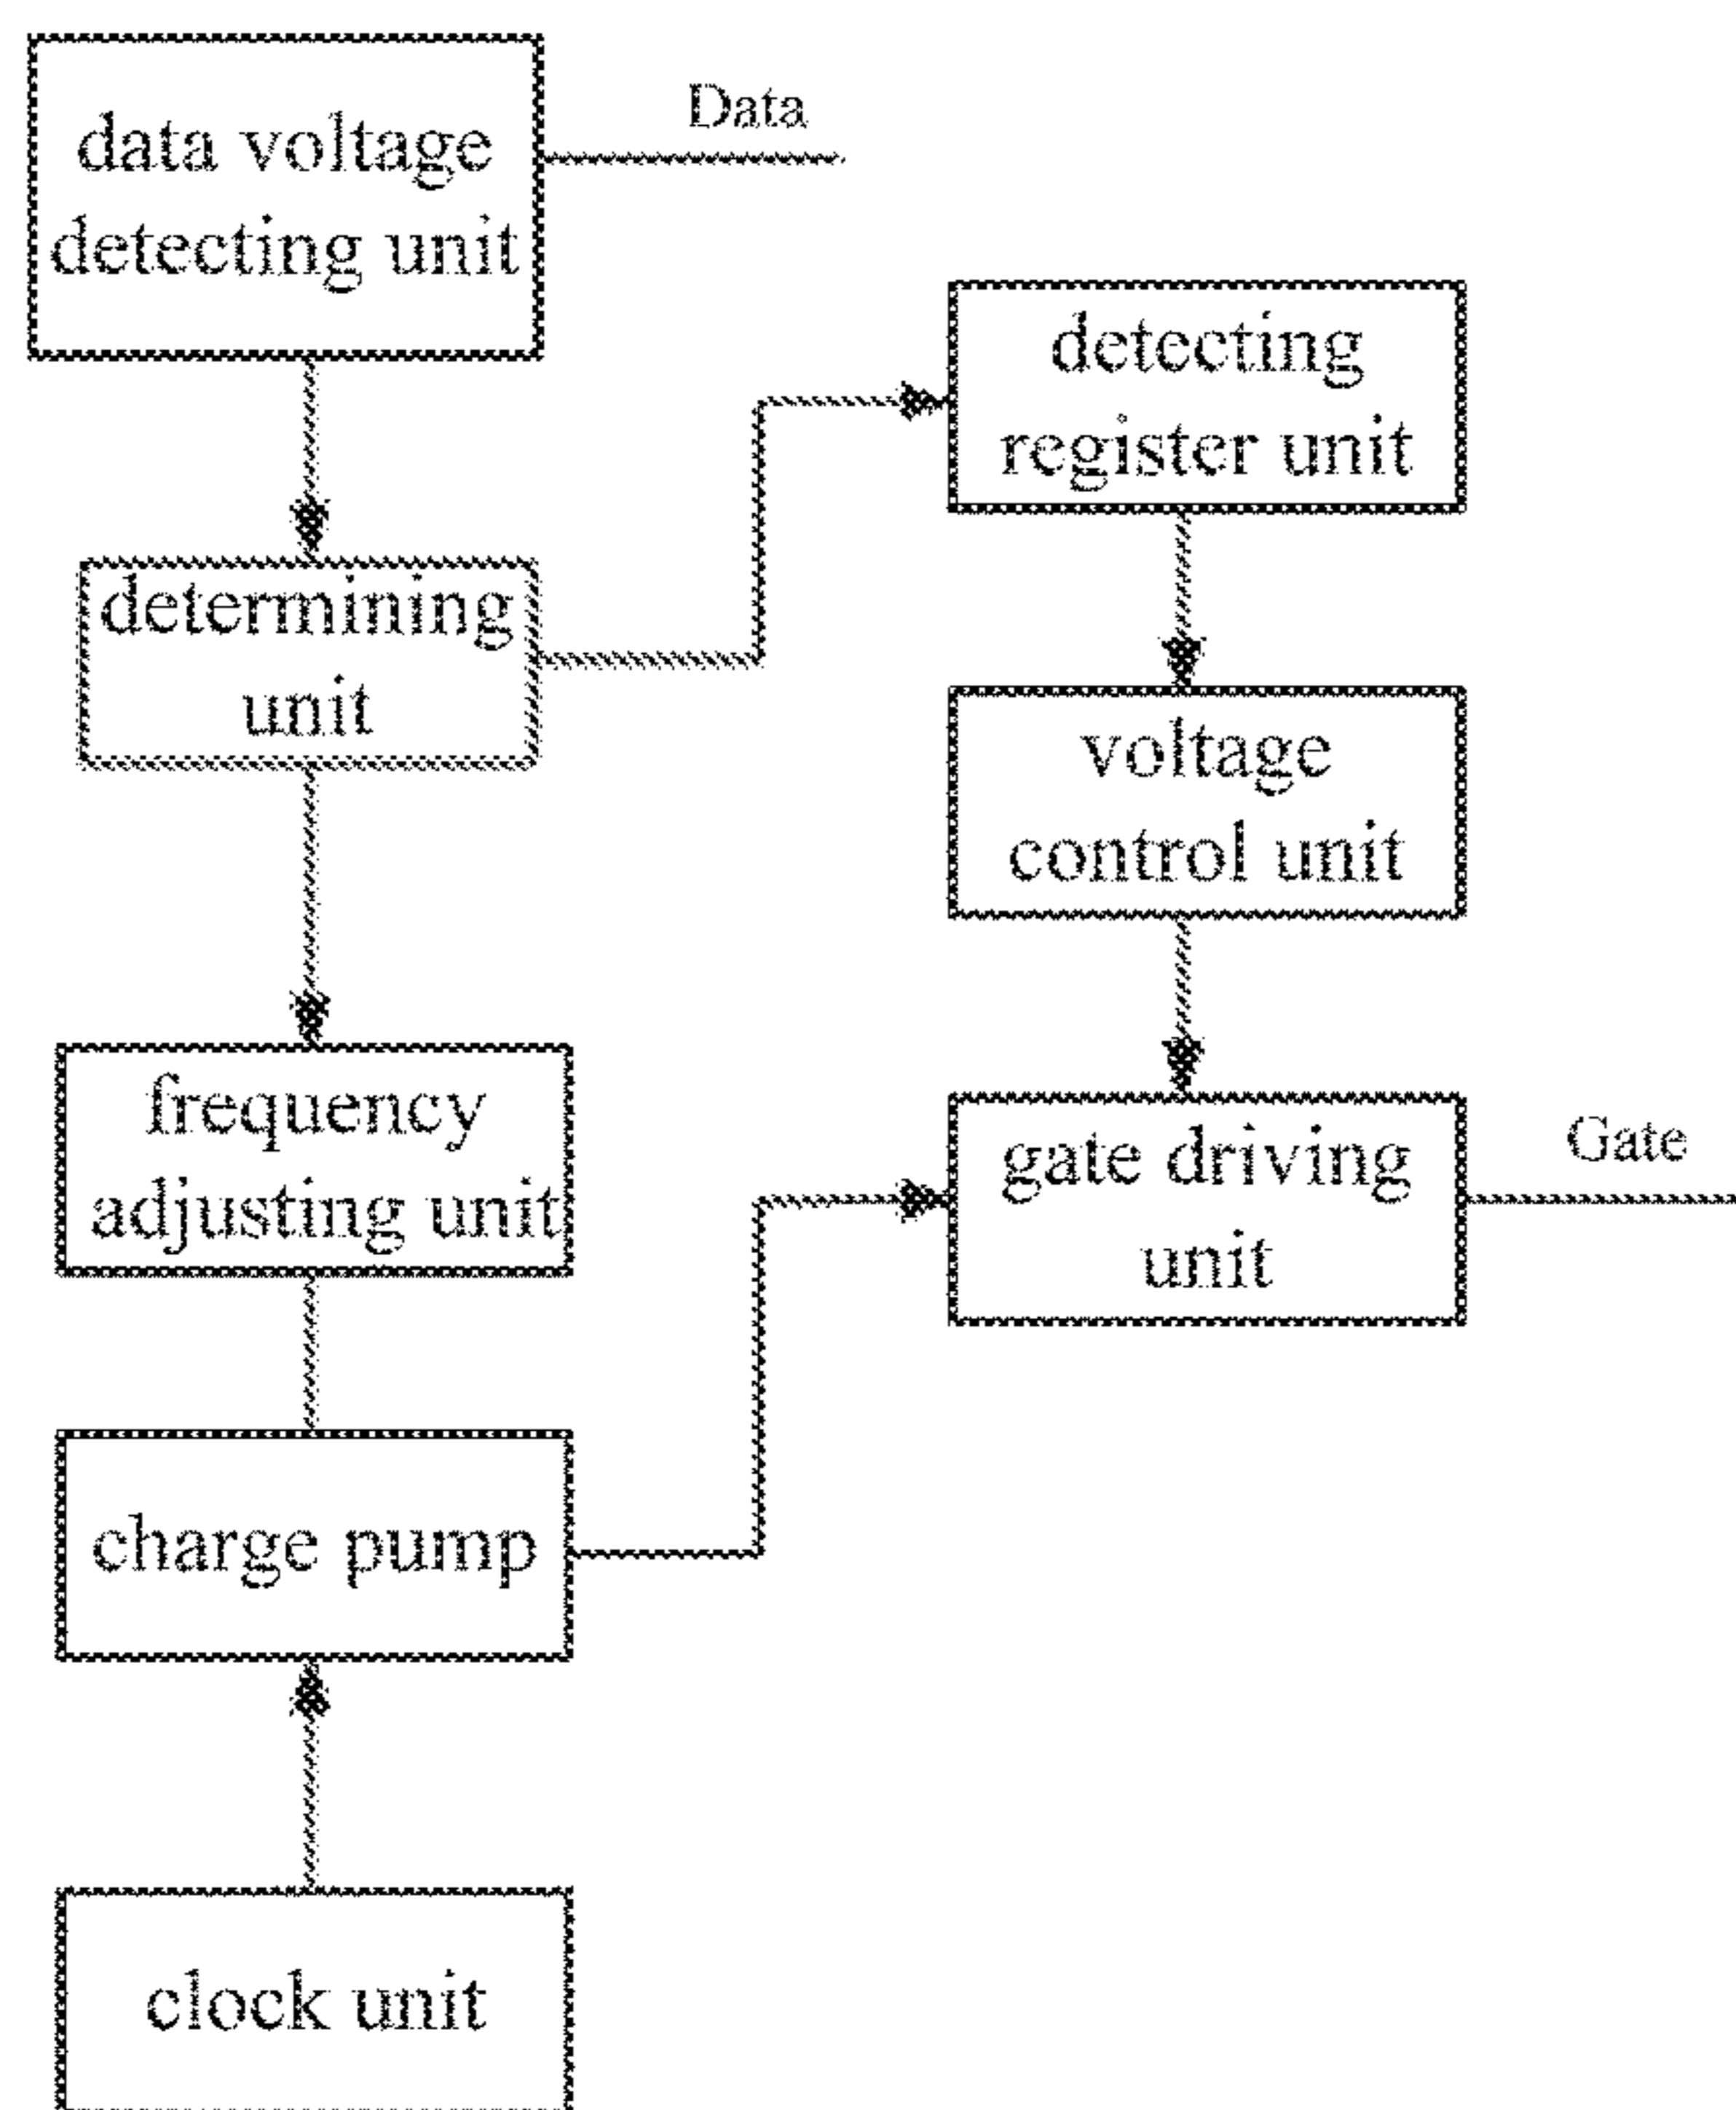 data voltage
detecting unit
Data
detecting
register unit
determining
unit
voltage
control unit
frequency
adjusting unit
gate driving
unit
Gate
charge pump
clock unit